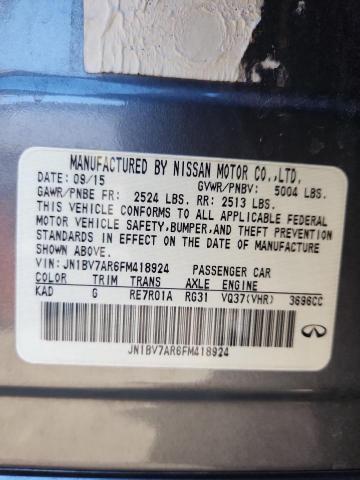 MANUFACTURED BY NISSAN MOTOR CO.,LTD.
DATE: 09/15 GVWR/PNBV: 5004 LBS.
GAWR/PNBE FR: 2524 LBS. RR: 2513 LBS.
THIS VEHICLE CONFORMS TO ALL APPLICABLE FEDERAL
MOTOR VEHICLE SAFETY,BUMPER,AND THEFT PREVENTION
STANDARDS IN EFFECT ON THE DATE OF MANUFACTURE
SHOWN ABOVE.
VIN: JN1BV7AR6FM418924 PASSENGER CAR
COLOR TRIM TRANS AXLE ENGINE
KAD G RE7R01A RG31 VQ37(VHR) 3696CC
JN1BV7AR6FM418924